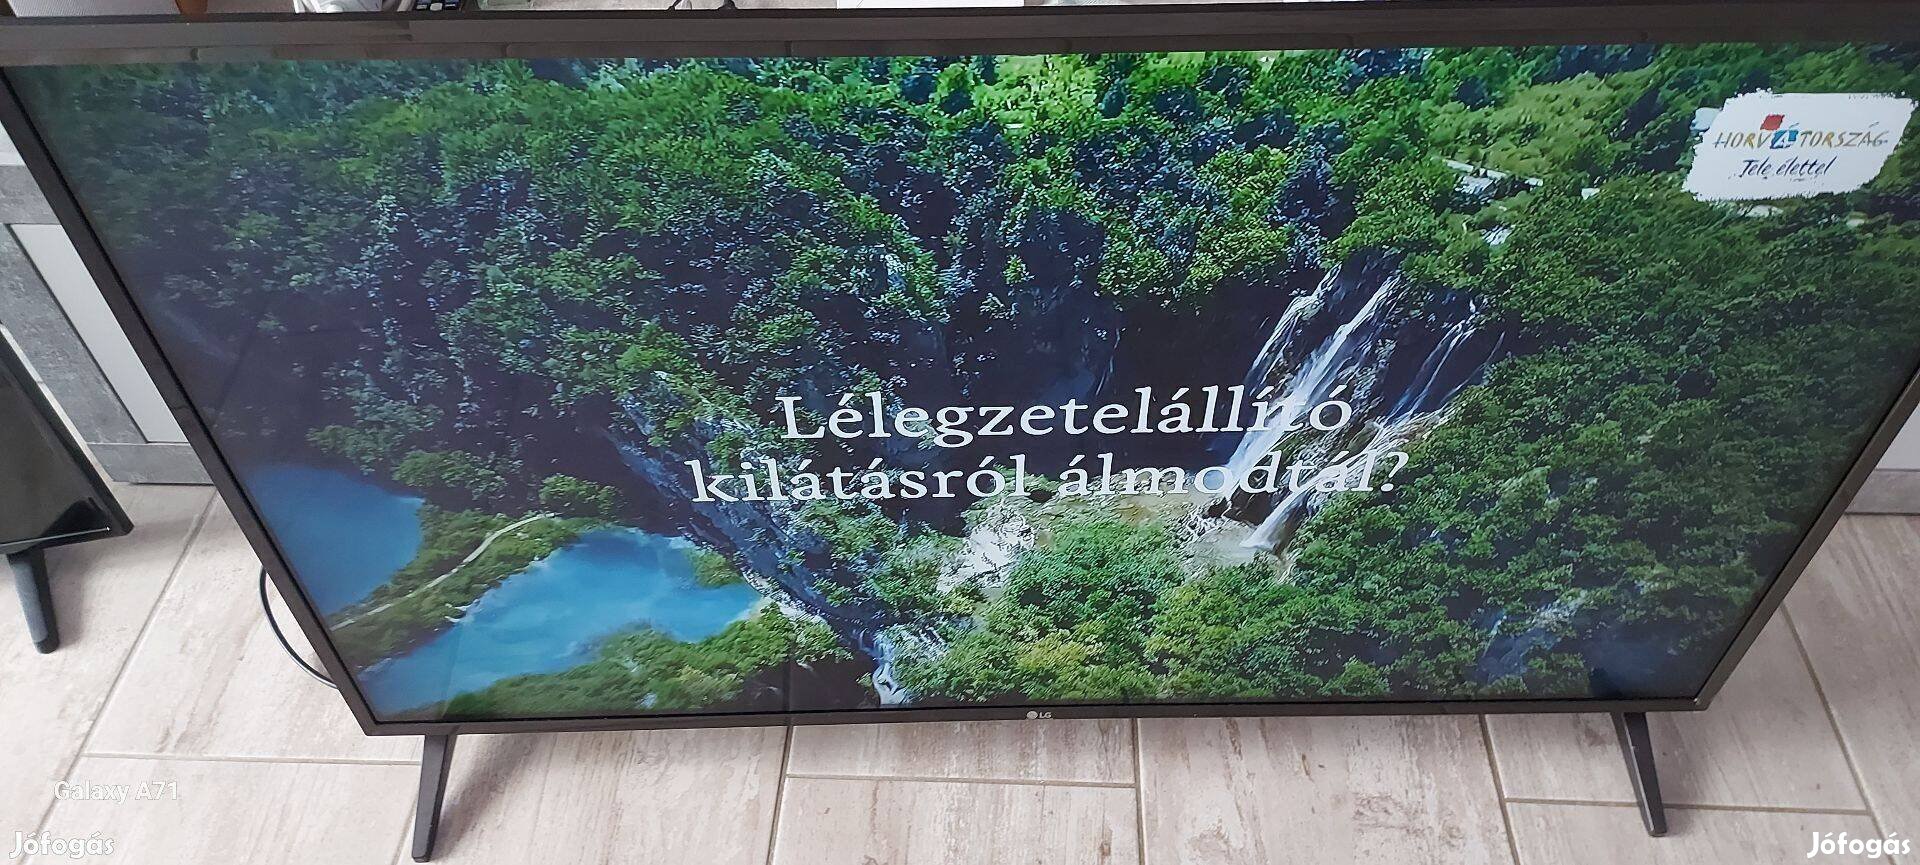 HORVÁTORSZÁG
Tele élettel
Lélegzetelállító
kilátásról álmodtál?
LG
Galaxy A71
Jófogás
Jófogás